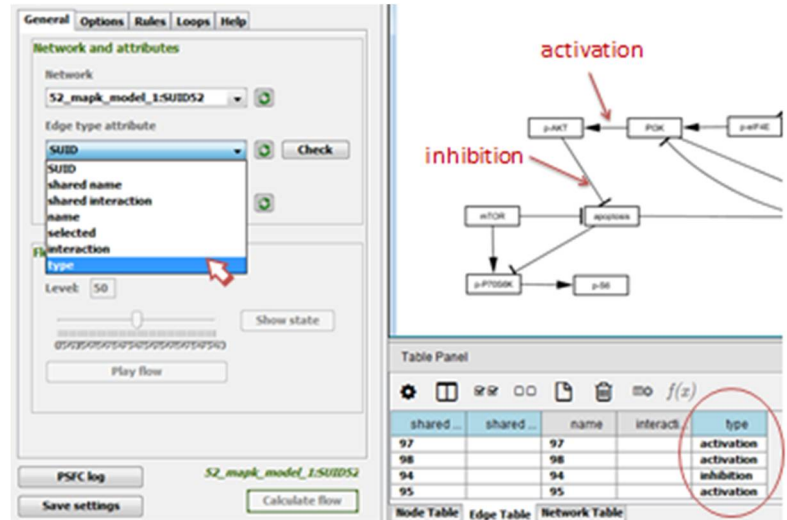 General Options Rules Loops Help
Network and attributes
Network
52_mapk_model_1:SUID52
Edge type attribute
SUID
Check
SUID
shared name
shared interaction
name
selected
interaction
type
Level: 50
Show state
Play flow
PSFC log
52_mapk_model_1:SUID52
Save settings
Calculate flow
activation
inhibition
p-AKT
PI3K
p-eIF4E
mTOR
apoptosis
p-P70S6K
p-S6
Table Panel
f(x)
shared ... shared ... name interacti... type
97 97 activation
98 98 activation
94 94 inhibition
95 95 activation
Node Table Edge Table Network Table